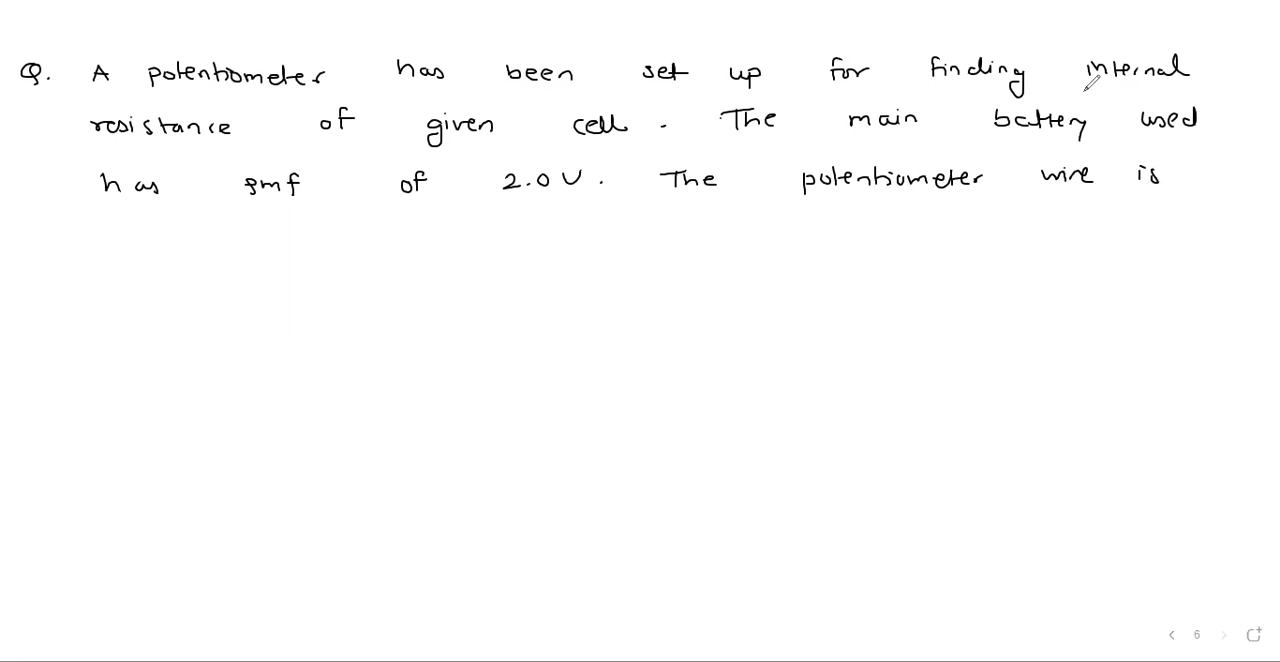 Q. A potentiometer has been set up for finding internal
resistance of given cell. The main battery used
has emf of 2.0 V. The potentiometer wire is
6